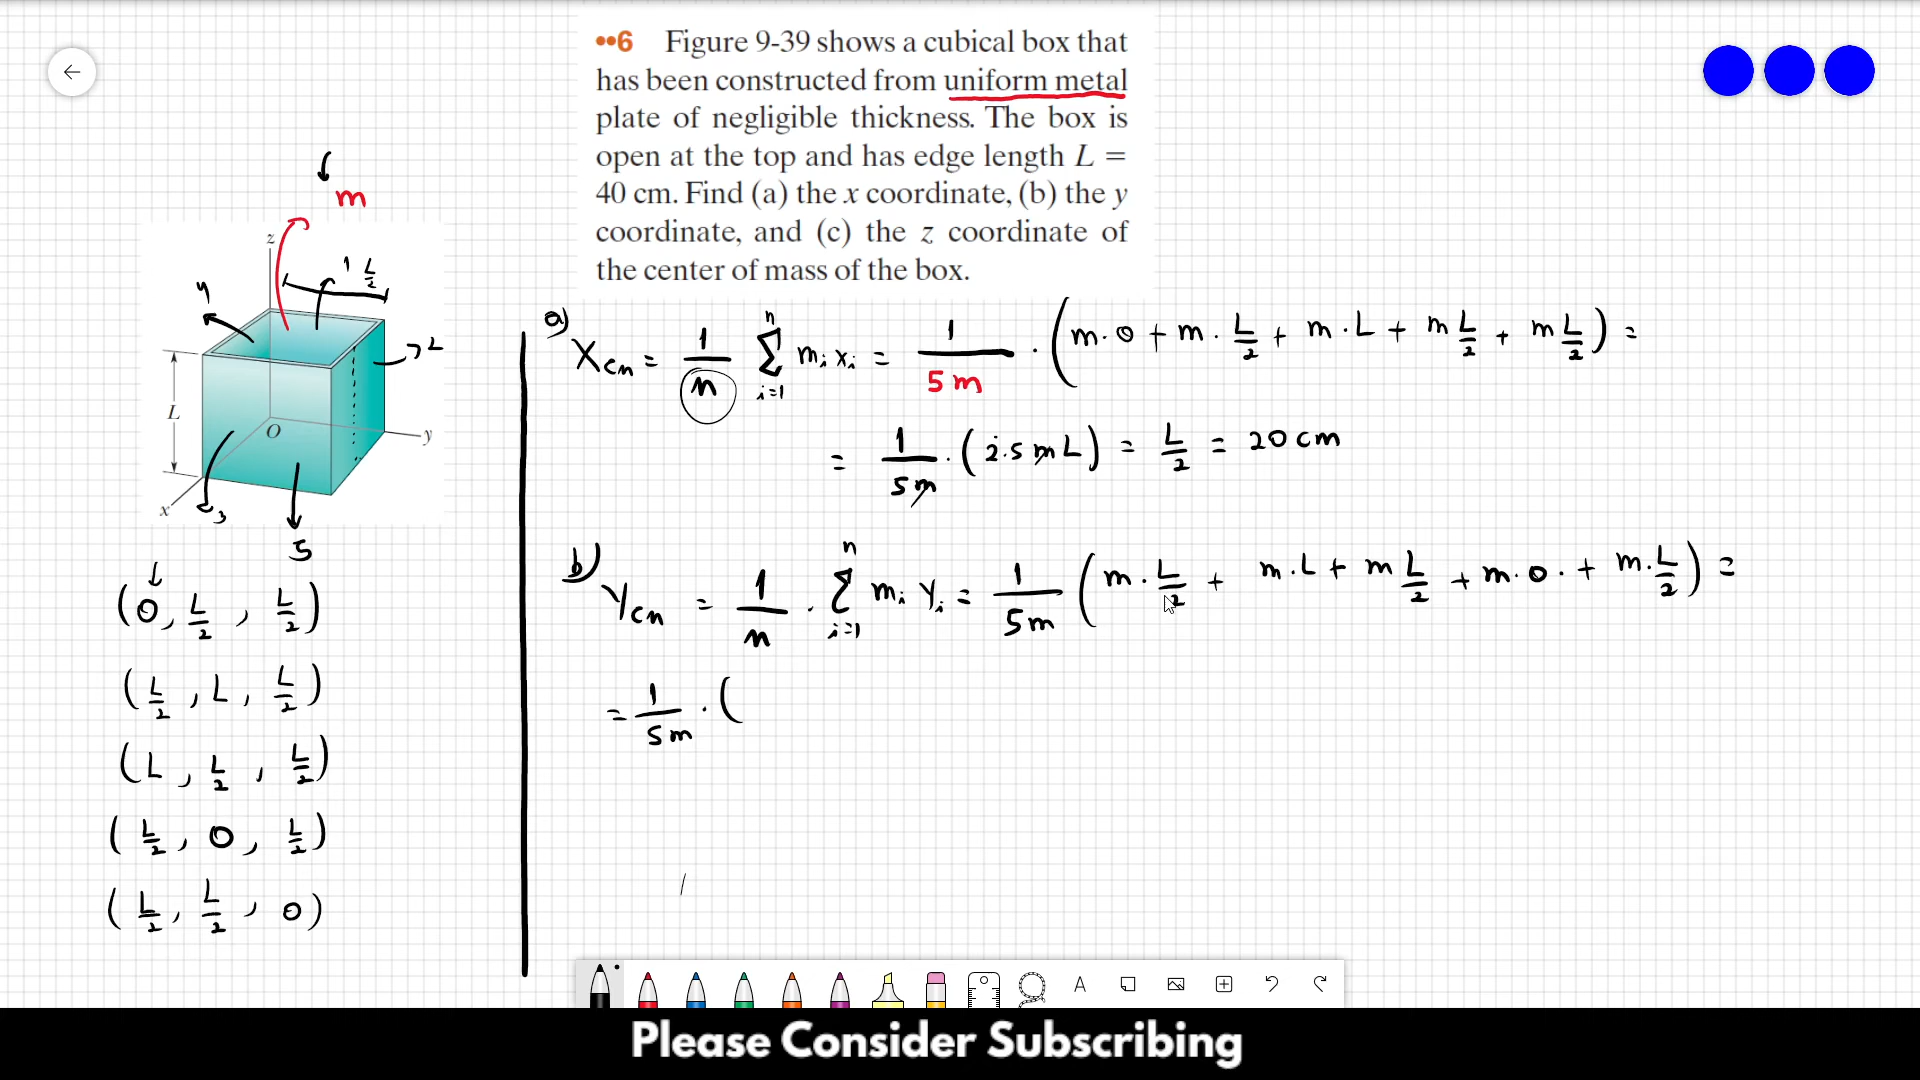 ••6 Figure 9-39 shows a cubical box that
has been constructed from uniform metal
plate of negligible thickness. The box is
open at the top and has edge length L =
40 cm. Find (a) the x coordinate, (b) the y
coordinate, and (c) the z coordinate of
the center of mass of the box.
m
z
1 L/2
4
2
L
O
y
x
3
5
(0, L/2, L/2)
(L/2, L, L/2)
(L, L/2, L/2)
(L/2, 0, L/2)
(L/2, L/2, 0)
a) Xcm = 1/m n Σ i=1 mi xi = 1/5m · (m·0 + m·L/2 + m·L + m L/2 + m L/2) =
= 1/5m · (2.5 mL) = L/2 = 20 cm
b) Ycm = 1/m · n Σ i=1 mi yi = 1/5m (m·L/2 + m·L + m L/2 + m·0· + m·L/2) =
= 1/5m · (
A
Please Consider Subscribing